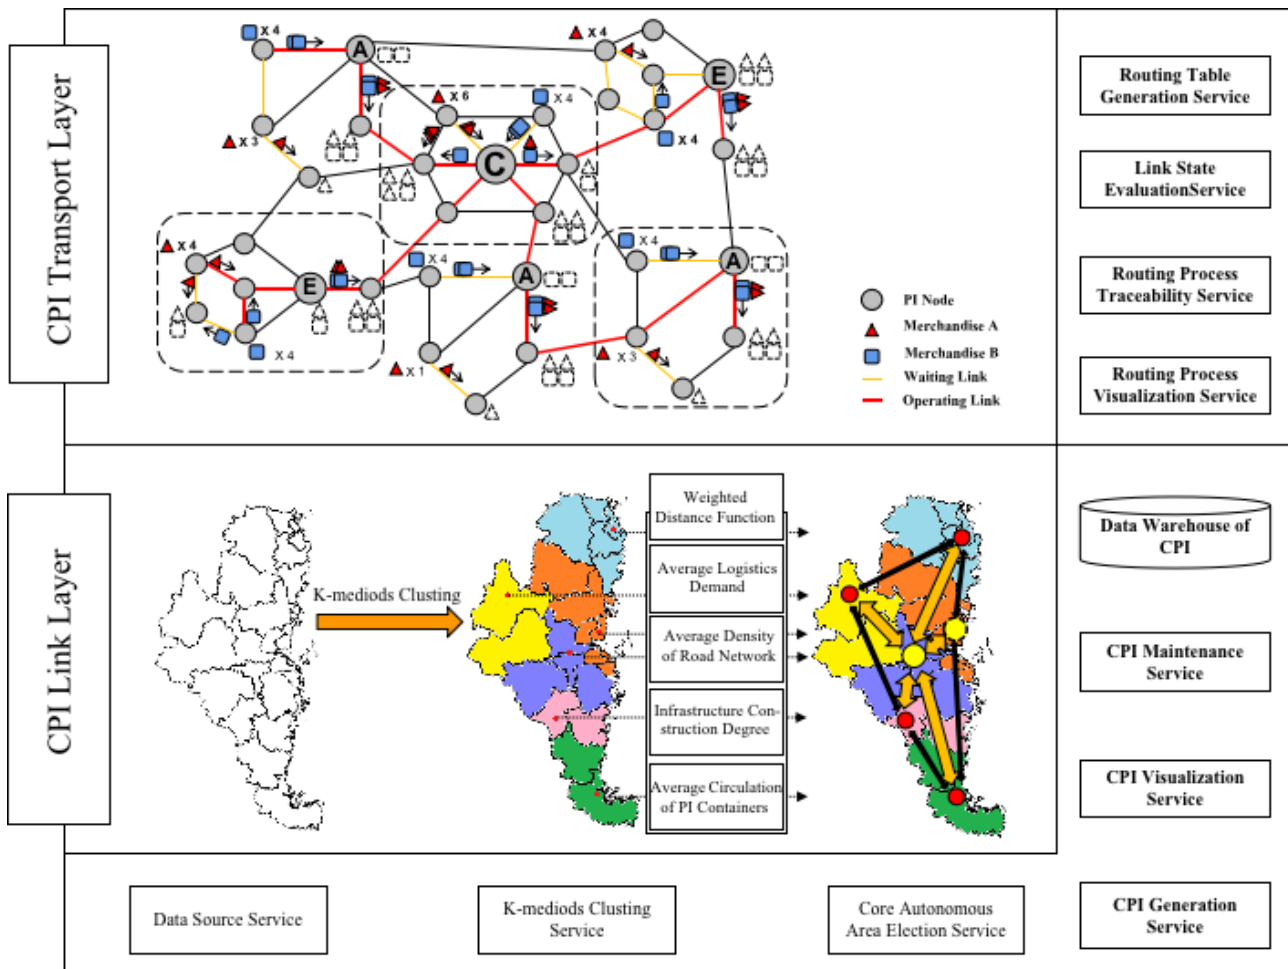 CPI Transport Layer
X 4
A
X 4
E
X 6
X 4
X 3
C
X 4
X 4
E
X 4
X 4
A
X 4
A
X 1
X 3
PI Node
Merchandise A
Merchandise B
Waiting Link
Operating Link
Routing Table
Generation Service
Link State
EvaluationService
Routing Process
Traceability Service
Routing Process
Visualization Service
CPI Link Layer
K-mediods Clusting
Weighted
Distance Function
Average Logistics
Demand
Average Density
of Road Network
Infrastructure Con-
struction Degree
Average Circulation
of PI Containers
Data Warehouse of
CPI
CPI Maintenance
Service
CPI Visualization
Service
Data Source Service
K-mediods Clusting
Service
Core Autonomous
Area Election Service
CPI Generation
Service